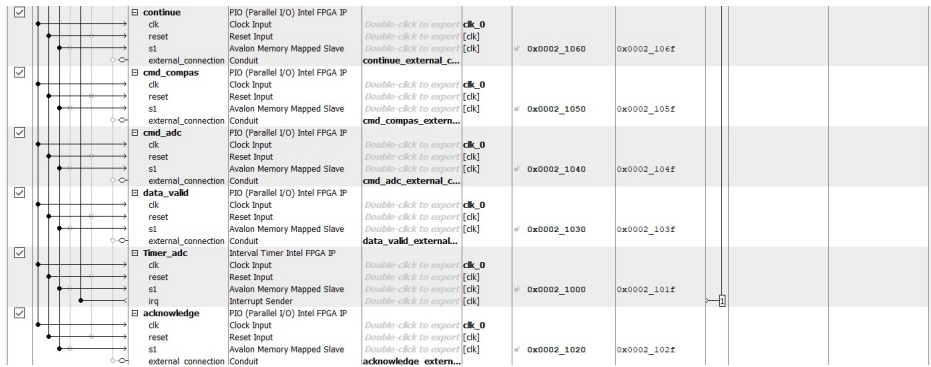 continue PIO (Parallel I/O) Intel FPGA IP
clk Clock Input Double-click to export clk_0
reset Reset Input Double-click to export [clk]
s1 Avalon Memory Mapped Slave Double-click to export [clk] 0x0002_1060 0x0002_106f
external_connection Conduit continue_external_c...
cmd_compas PIO (Parallel I/O) Intel FPGA IP
clk Clock Input Double-click to export clk_0
reset Reset Input Double-click to export [clk]
s1 Avalon Memory Mapped Slave Double-click to export [clk] 0x0002_1050 0x0002_105f
external_connection Conduit cmd_compas_extern...
cmd_adc PIO (Parallel I/O) Intel FPGA IP
clk Clock Input Double-click to export clk_0
reset Reset Input Double-click to export [clk]
s1 Avalon Memory Mapped Slave Double-click to export [clk] 0x0002_1040 0x0002_104f
external_connection Conduit cmd_adc_external_c...
data_valid PIO (Parallel I/O) Intel FPGA IP
clk Clock Input Double-click to export clk_0
reset Reset Input Double-click to export [clk]
s1 Avalon Memory Mapped Slave Double-click to export [clk] 0x0002_1030 0x0002_103f
external_connection Conduit data_valid_external...
Timer_adc Interval Timer Intel FPGA IP
clk Clock Input Double-click to export clk_0
reset Reset Input Double-click to export [clk]
s1 Avalon Memory Mapped Slave Double-click to export [clk] 0x0002_1000 0x0002_101f
irq Interrupt Sender Double-click to export [clk] 1
acknowledge PIO (Parallel I/O) Intel FPGA IP
clk Clock Input Double-click to export clk_0
reset Reset Input Double-click to export [clk]
s1 Avalon Memory Mapped Slave Double-click to export [clk] 0x0002_1020 0x0002_102f
external_connection Conduit acknowledge_extern...